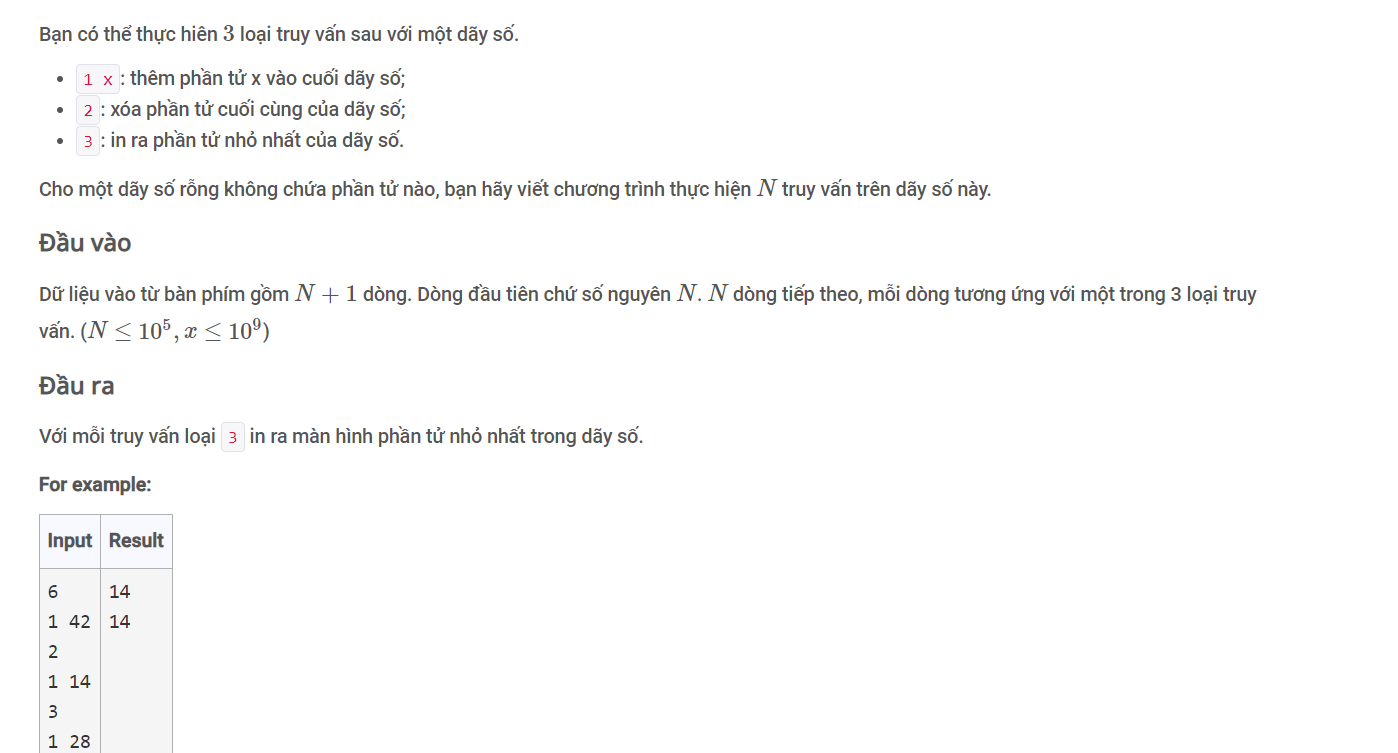 Bạn có thể thực hiên 3 loại truy vấn sau với một dãy số.
• 1 x: thêm phần tử x vào cuối dãy số;
• 2: xóa phần tử cuối cùng của dãy số;
• 3: in ra phần tử nhỏ nhất của dãy số.
Cho một dãy số rỗng không chứa phần tử nào, bạn hãy viết chương trình thực hiện N truy vấn trên dãy số này.
Đầu vào
Dữ liệu vào từ bàn phím gồm N + 1 dòng. Dòng đầu tiên chứ số nguyên N. N dòng tiếp theo, mỗi dòng tương ứng với một trong 3 loại truy
vấn. (N ≤ 10⁵, x ≤ 10⁹)
Đầu ra
Với mỗi truy vấn loại 3 in ra màn hình phần tử nhỏ nhất trong dãy số.
For example:
Input Result
6 14
1 42 14
2
1 14
3
1 28